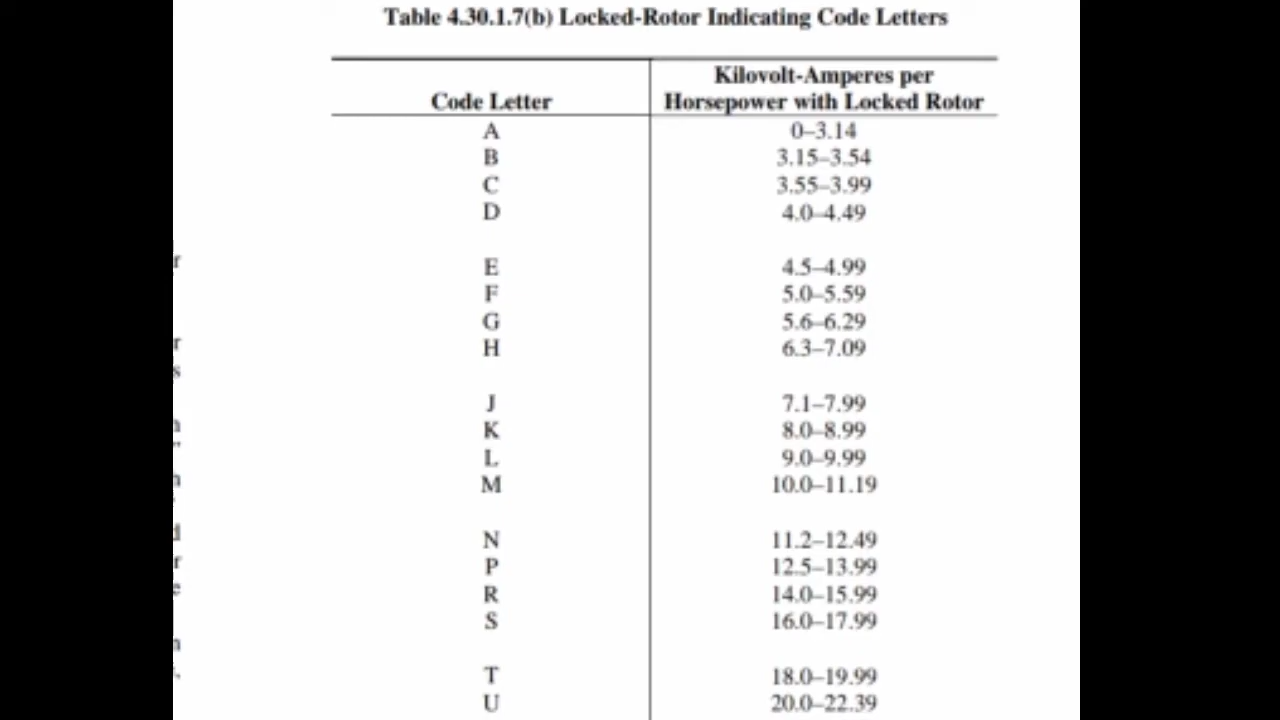 Table 4.30.1.7(b) Locked-Rotor Indicating Code Letters
Code Letter Kilovolt-Amperes per
Horsepower with Locked Rotor
A 0–3.14
B 3.15–3.54
C 3.55–3.99
D 4.0–4.49
E 4.5–4.99
F 5.0–5.59
G 5.6–6.29
H 6.3–7.09
J 7.1–7.99
K 8.0–8.99
L 9.0–9.99
M 10.0–11.19
N 11.2–12.49
P 12.5–13.99
R 14.0–15.99
S 16.0–17.99
T 18.0–19.99
U 20.0–22.39